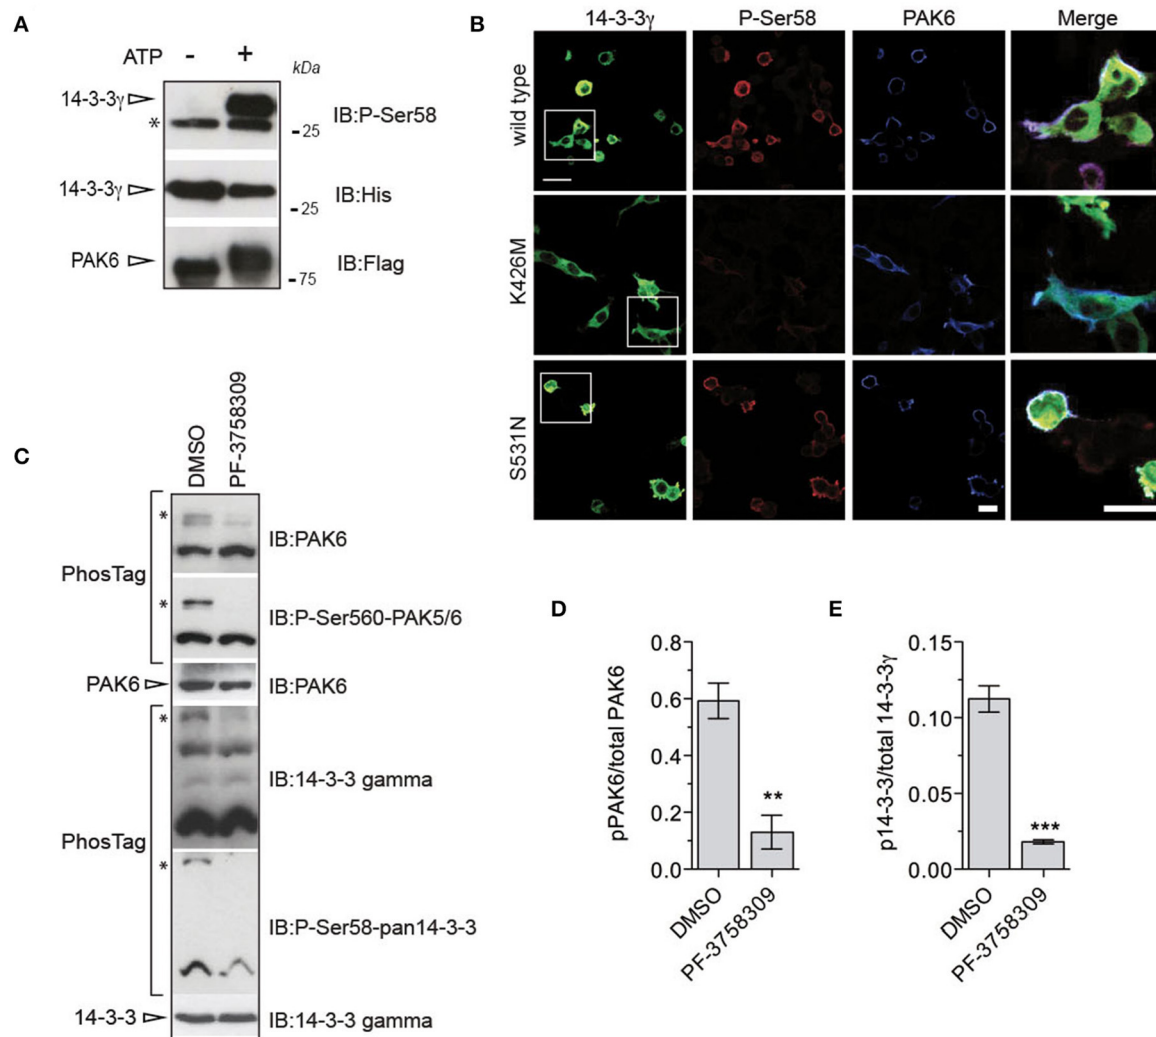 A
ATP - +
kDa
14-3-3γ
*
-25
IB:P-Ser58
14-3-3γ
-25
IB:His
PAK6
-75
IB:Flag
B
14-3-3γ P-Ser58 PAK6 Merge
wild type
K426M
S531N
C
DMSO PF-3758309
PhosTag
*
IB:PAK6
*
IB:P-Ser560-PAK5/6
PAK6
IB:PAK6
PhosTag
*
IB:14-3-3 gamma
*
IB:P-Ser58-pan14-3-3
14-3-3
IB:14-3-3 gamma
D
pPAK6/total PAK6
0.8
0.6
0.4
0.2
0.0
**
DMSO
PF-3758309
E
p14-3-3/total 14-3-3γ
0.15
0.10
0.05
0.00
***
DMSO
PF-3758309